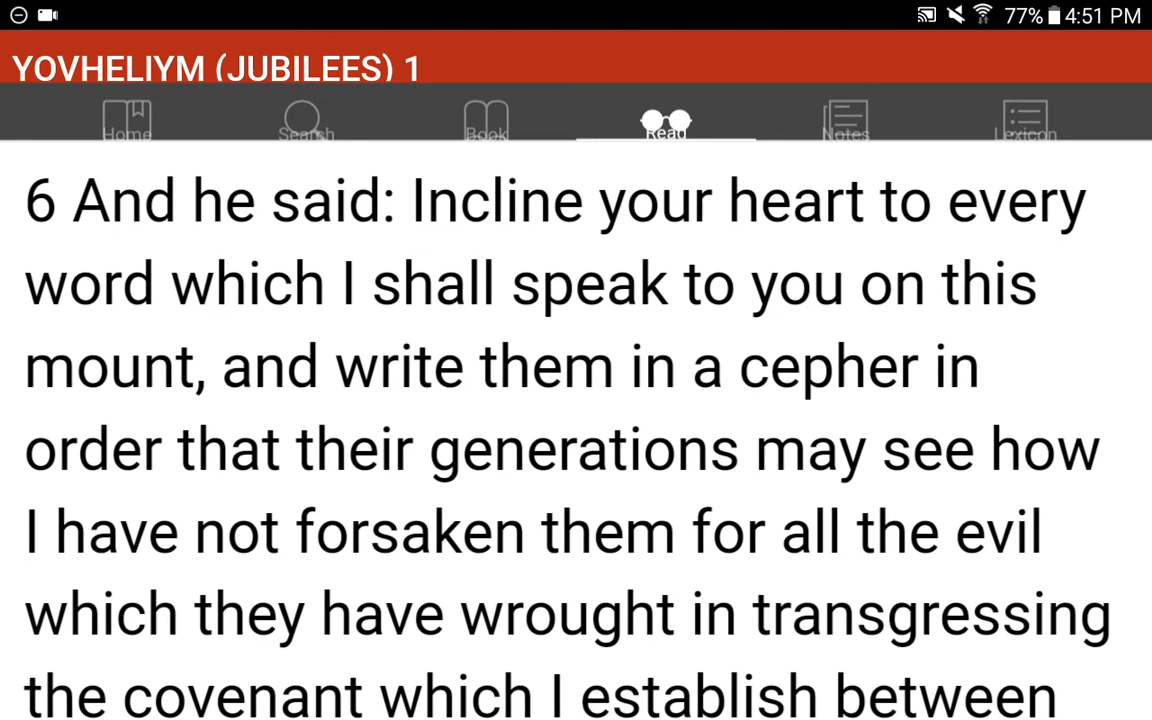 77% 4:51 PM
YOVHELIYM (JUBILEES) 1
Home Search Book Read Notes Lexicon
6 And he said: Incline your heart to every
word which I shall speak to you on this
mount, and write them in a cepher in
order that their generations may see how
I have not forsaken them for all the evil
which they have wrought in transgressing
the covenant which I establish between